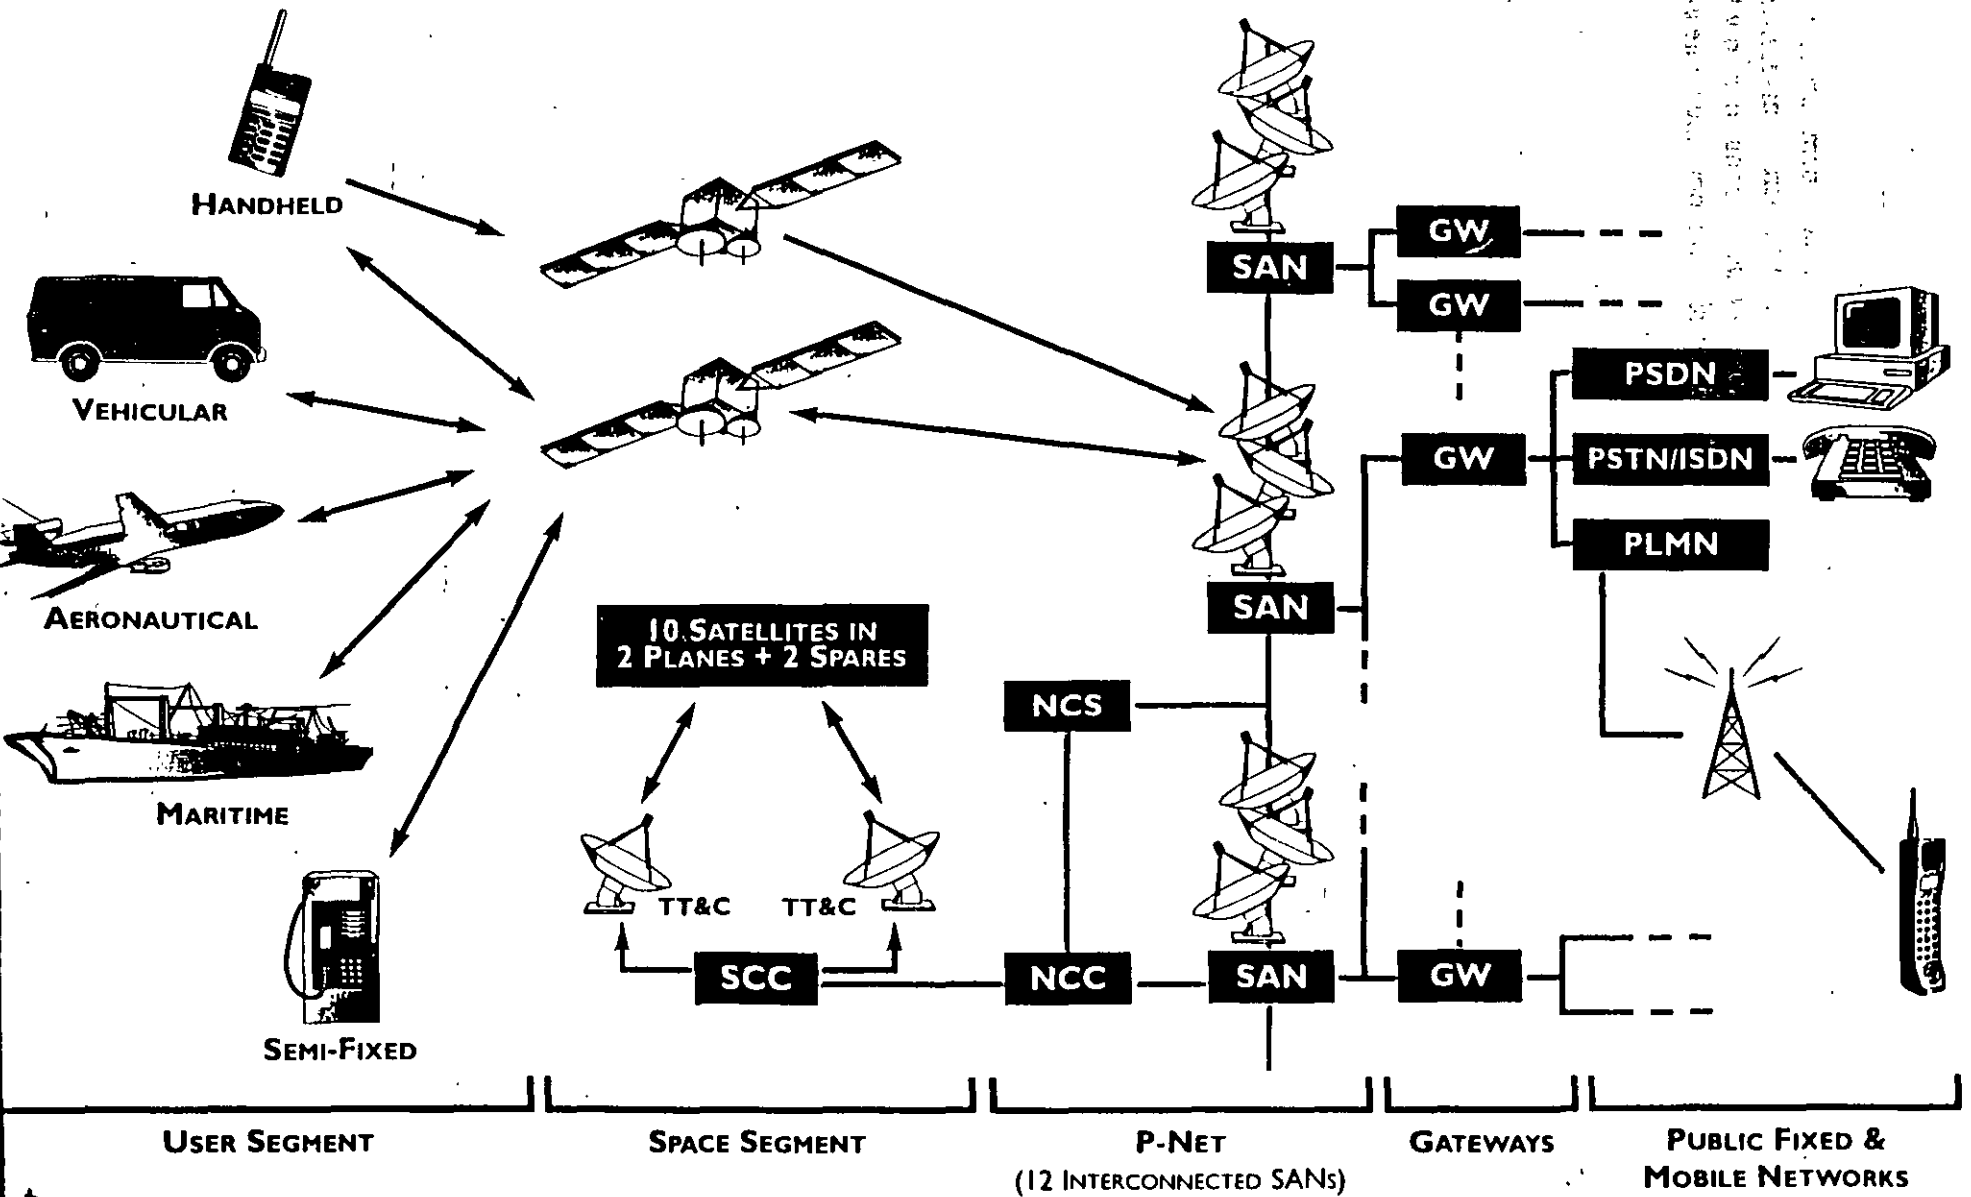 HANDHELD
VEHICULAR
AERONAUTICAL
MARITIME
SEMI-FIXED
10 SATELLITES IN
2 PLANES + 2 SPARES
TT&C
TT&C
SCC
NCS
NCC
SAN
SAN
SAN
GW
GW
GW
GW
PSDN
PSTN/ISDN
PLMN
USER SEGMENT
SPACE SEGMENT
P-NET
(12 INTERCONNECTED SANS)
GATEWAYS
PUBLIC FIXED &
MOBILE NETWORKS